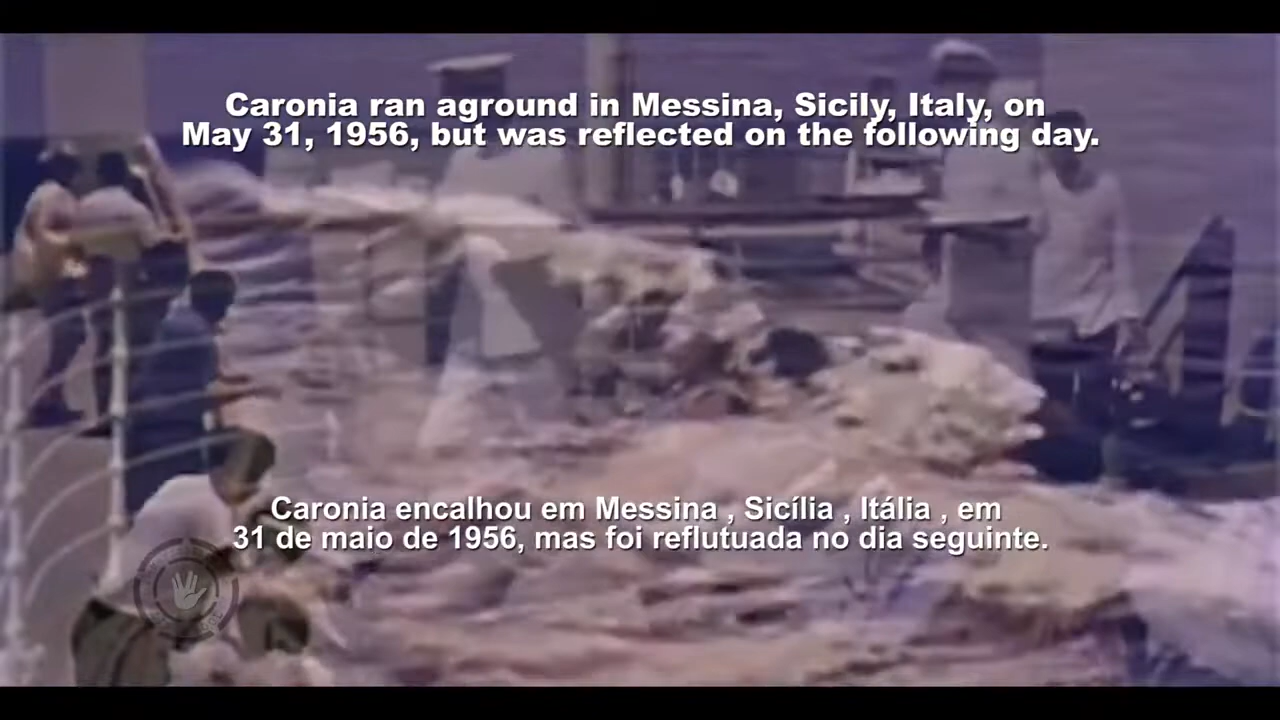 Caronia ran aground in Messina, Sicily, Italy, on
May 31, 1956, but was reflected on the following day.
Caronia encalhou em Messina , Sicília , Itália , em
31 de maio de 1956, mas foi reflutuada no dia seguinte.